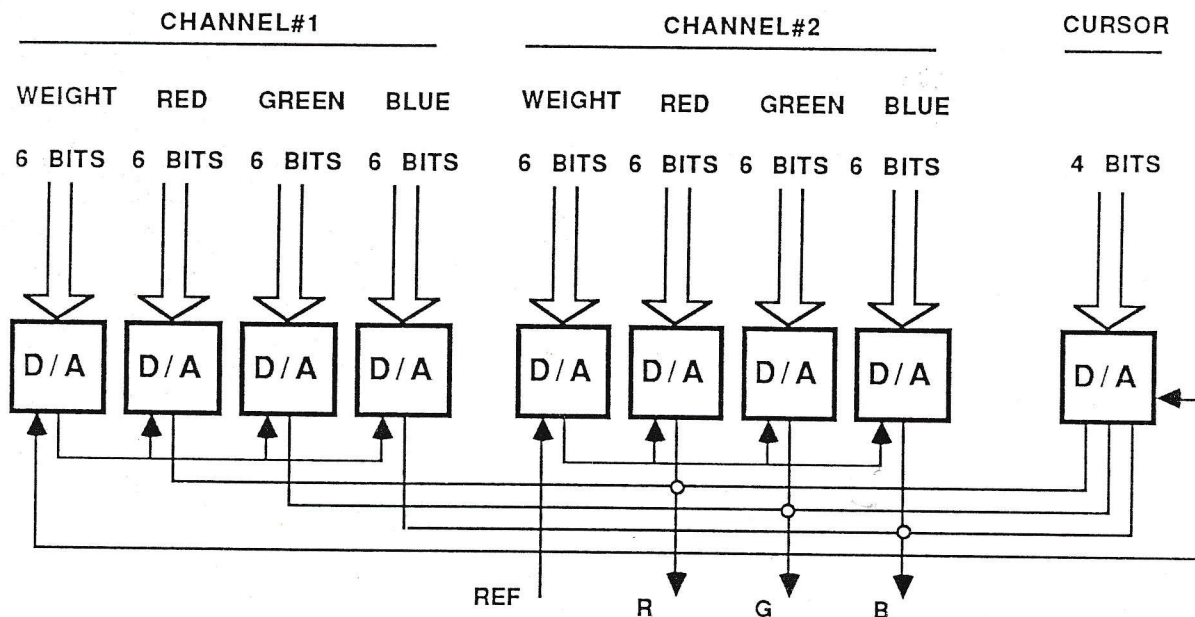 CHANNEL#1 CHANNEL#2 CURSOR
WEIGHT RED GREEN BLUE WEIGHT RED GREEN BLUE
6 BITS 6 BITS 6 BITS 6 BITS 6 BITS 6 BITS 6 BITS 6 BITS 4 BITS
D/A D/A D/A D/A D/A D/A D/A D/A D/A
REF R G B